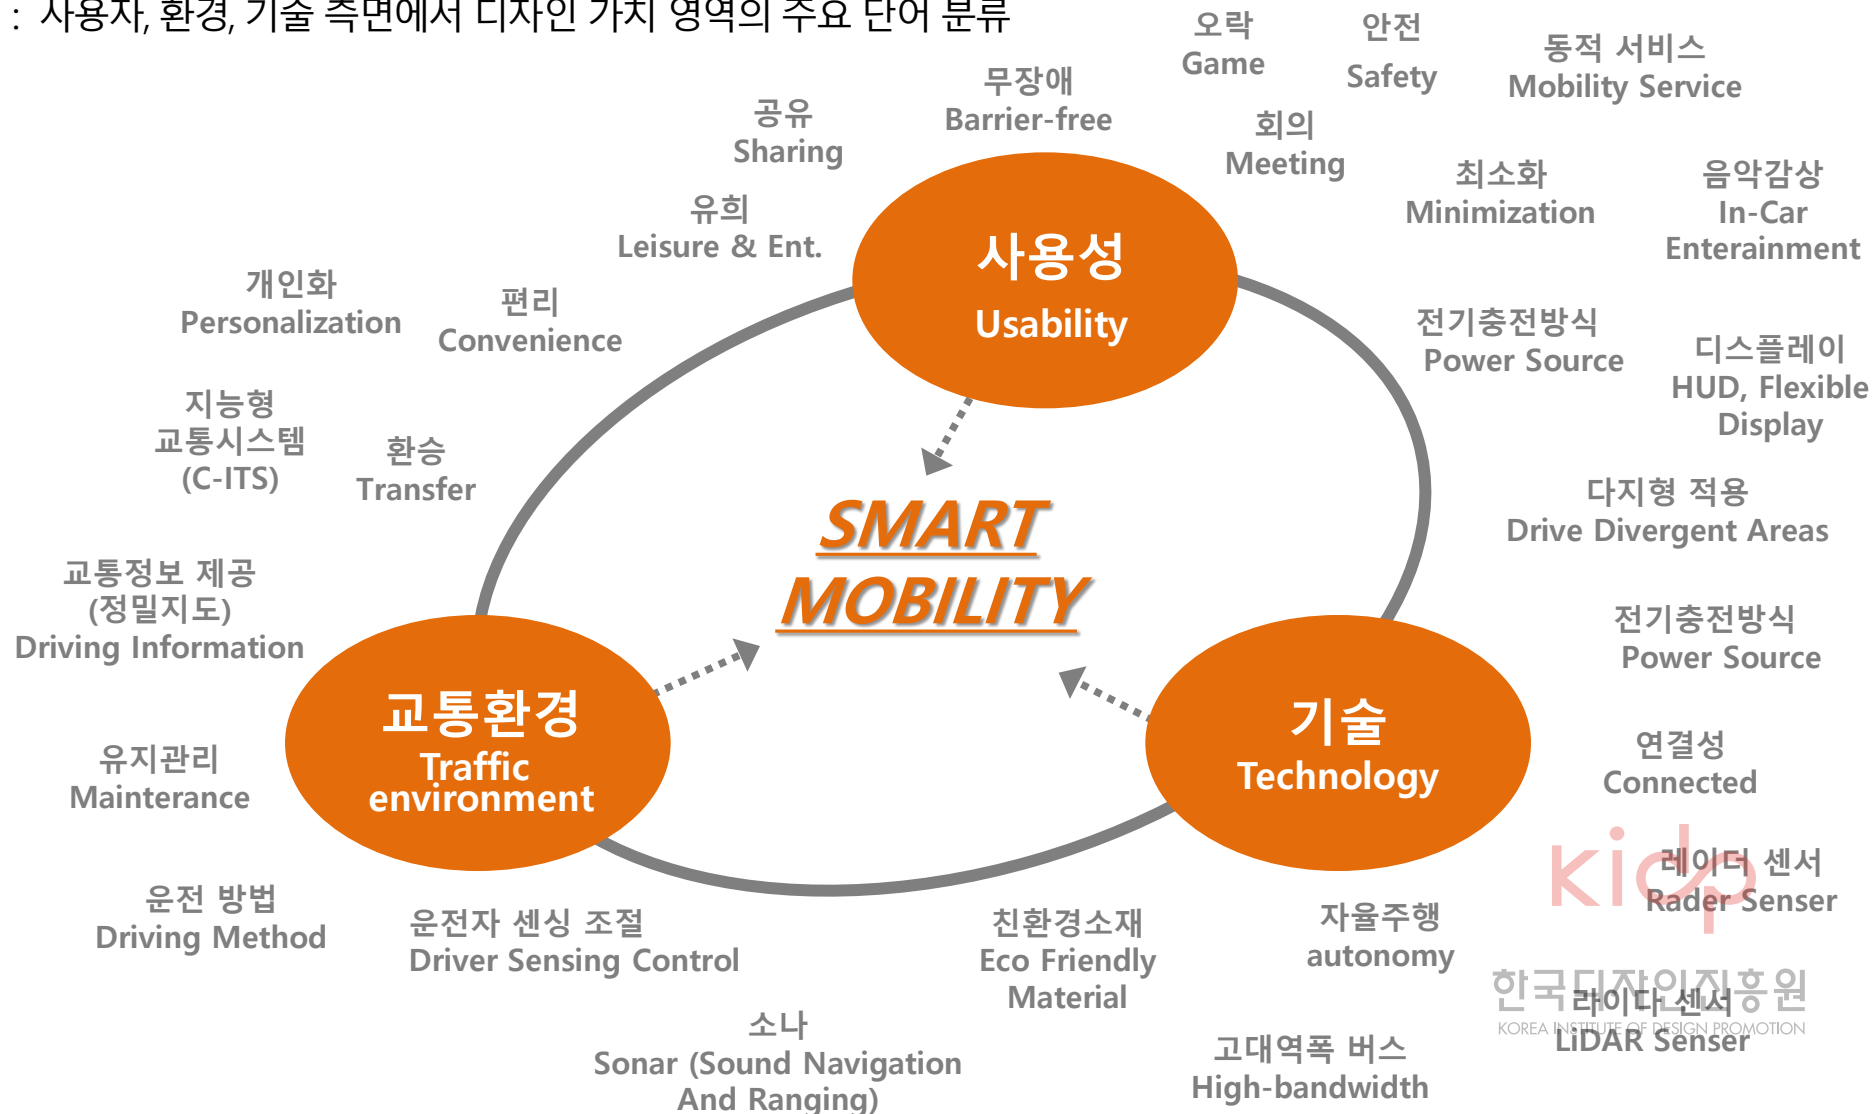 : 사용자, 환경, 기술 측면에서 디자인 가치 영역의 주요 단어 분류
오락
Game
안전
Safety
동적 서비스
Mobility Service
무장애
Barrier-free
공유
Sharing
회의
Meeting
최소화
Minimization
음악감상
In-Car
Enterainment
유희
Leisure & Ent.
사용성
Usability
개인화
Personalization
편리
Convenience
전기충전방식
Power Source
디스플레이
HUD, Flexible
Display
지능형
교통시스템
(C-ITS)
환승
Transfer
SMART
MOBILITY
다지형 적용
Drive Divergent Areas
교통정보 제공
(정밀지도)
Driving Information
전기충전방식
Power Source
교통환경
Traffic
environment
기술
Technology
유지관리
Mainterance
연결성
Connected
레이더 센서
Rader Senser
kidp
운전 방법
Driving Method
운전자 센싱 조절
Driver Sensing Control
친환경소재
Eco Friendly
Material
자율주행
autonomy
한국디자인진흥원
KOREA INSTITUTE OF DESIGN PROMOTION
라이다 센서
LiDAR Senser
소나
Sonar (Sound Navigation
And Ranging)
고대역폭 버스
High-bandwidth